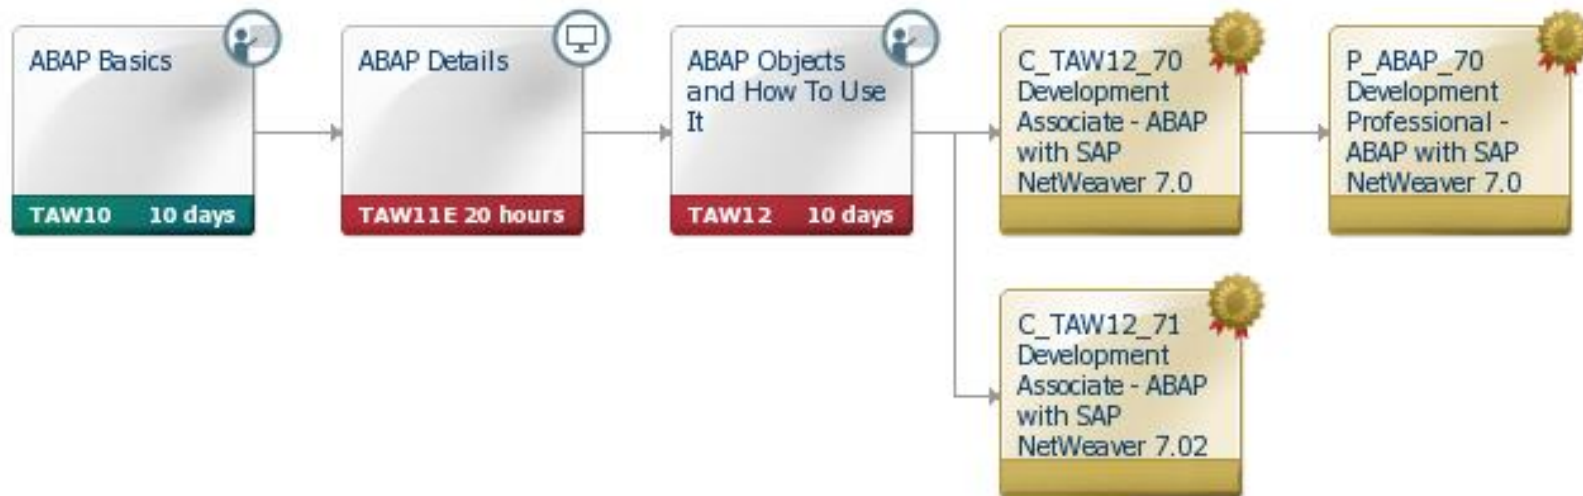 ABAP Basics
TAW10 10 days
ABAP Details
TAW11E 20 hours
ABAP Objects
and How To Use
It
TAW12 10 days
C_TAW12_70
Development
Associate - ABAP
with SAP
NetWeaver 7.0
P_ABAP_70
Development
Professional -
ABAP with SAP
NetWeaver 7.0
C_TAW12_71
Development
Associate - ABAP
with SAP
NetWeaver 7.02